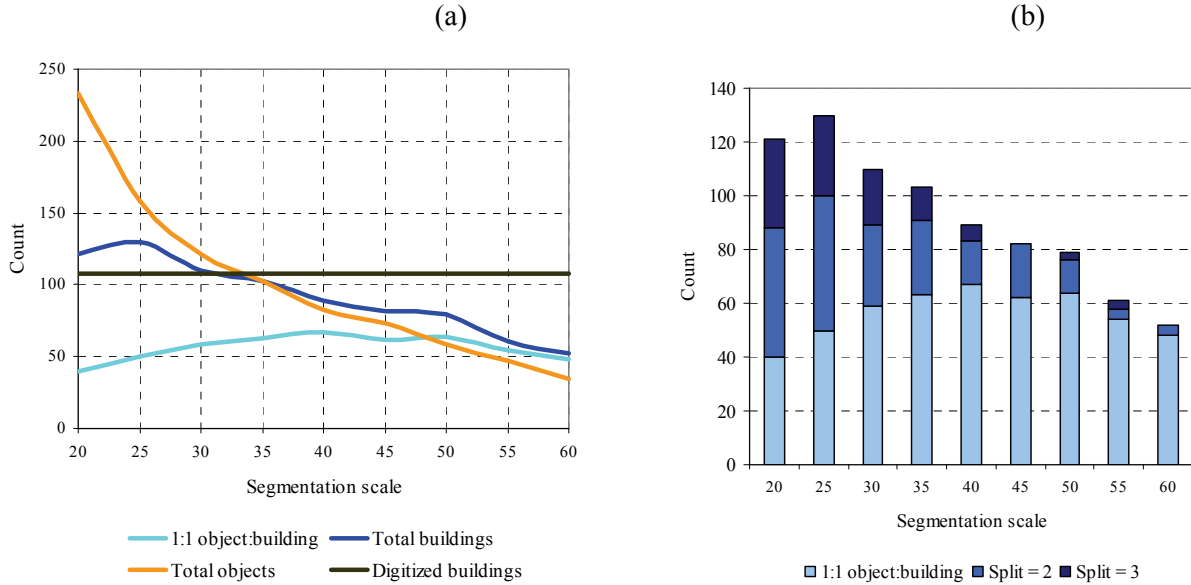 (a)
250
200
150
100
50
0
Count
20 25 30 35 40 45 50 55 60
Segmentation scale
1:1 object:building Total buildings
Total objects Digitized buildings
(b)
140
120
100
80
60
40
20
0
Count
20 25 30 35 40 45 50 55 60
Segmentation scale
1:1 object:building Split = 2 Split = 3